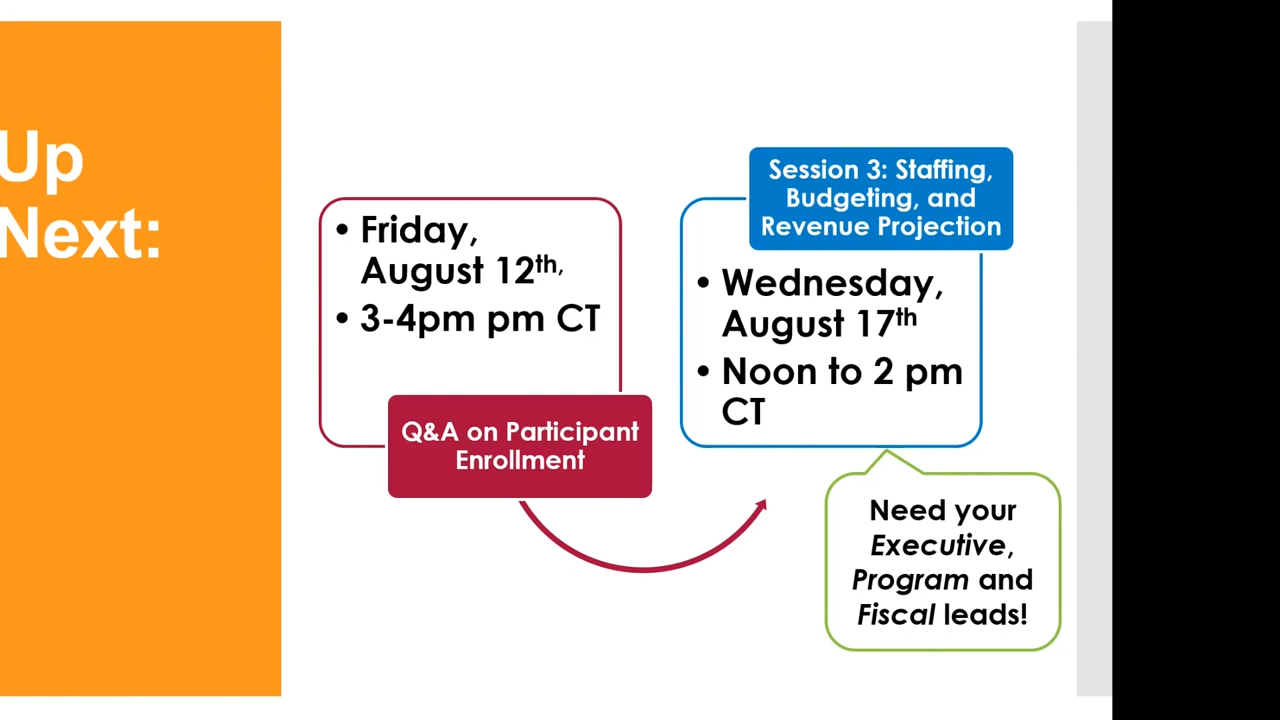 Up
Next:
• Friday,
August 12th,
• 3-4pm pm CT
Q&A on Participant
Enrollment
Session 3: Staffing,
Budgeting, and
Revenue Projection
• Wednesday,
August 17th
• Noon to 2 pm
CT
Need your
Executive,
Program and
Fiscal leads!